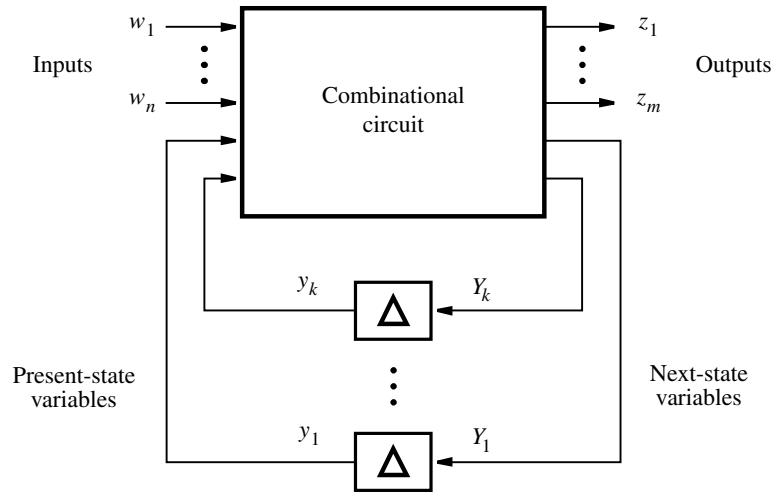 w1
z1
Inputs
Outputs
Combinational
circuit
wn
zm
yk
Δ
Yk
Present-state
variables
Next-state
variables
y1
Δ
Y1